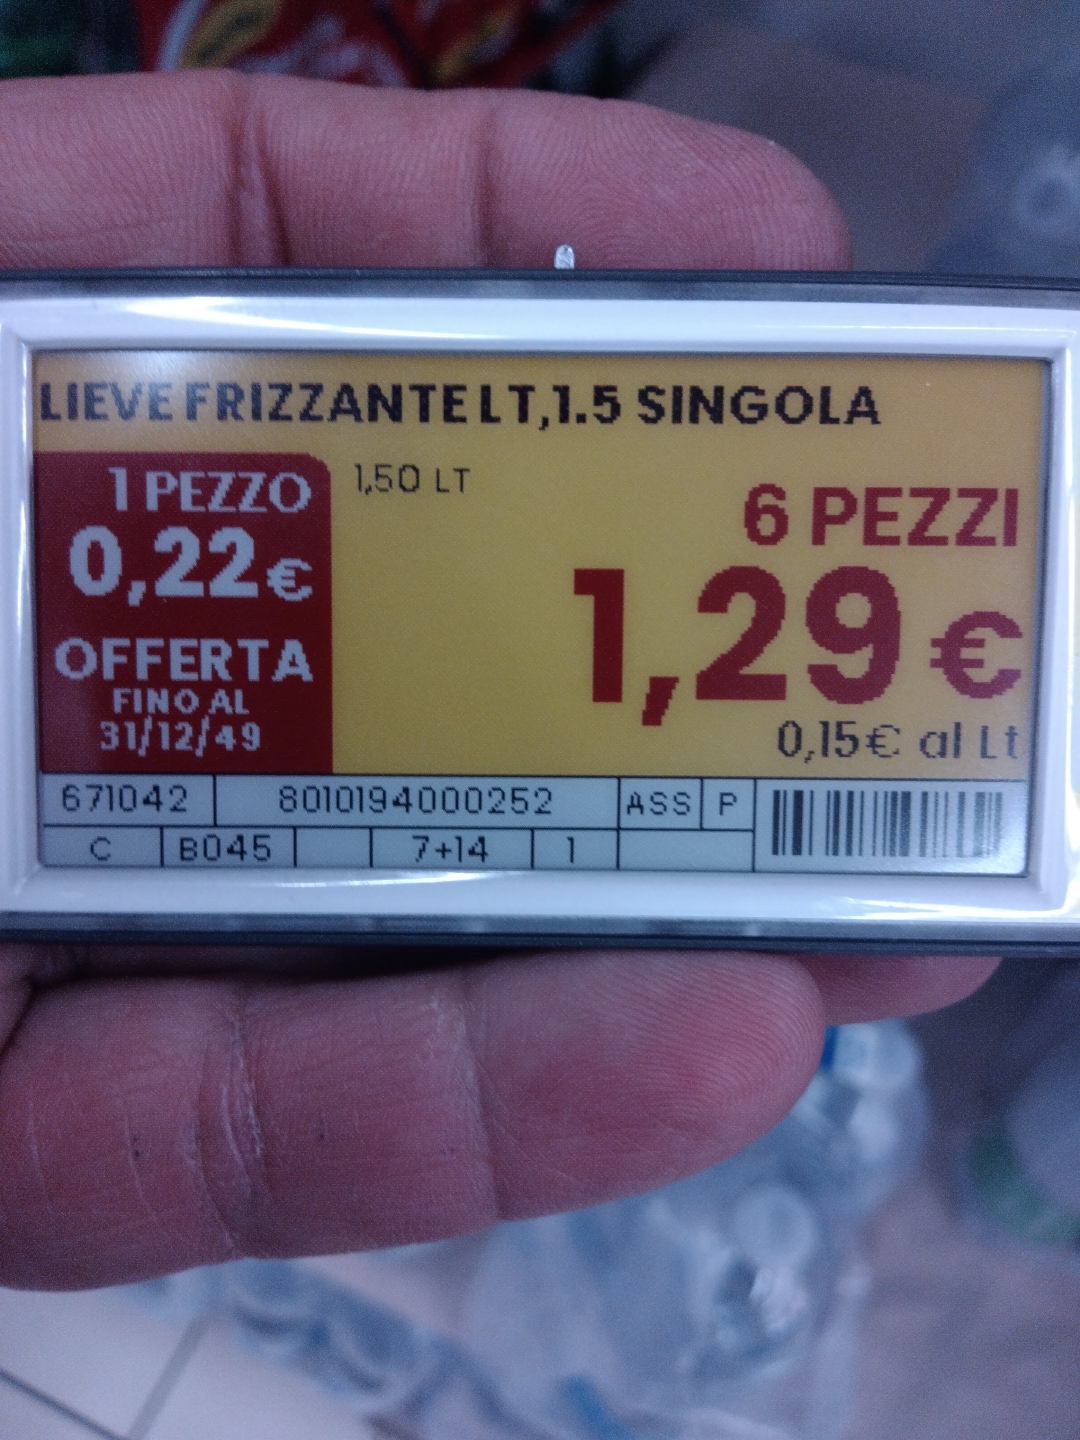 LIEVE FRIZZANTE LT,1.5 SINGOLA
1 PEZZO
0,22€
OFFERTA
FINO AL
31/12/49
1,50 LT
6 PEZZI
1,29 €
0,15€ al Lt
671042 8010194000252 ASS P
C B045 7+14 1